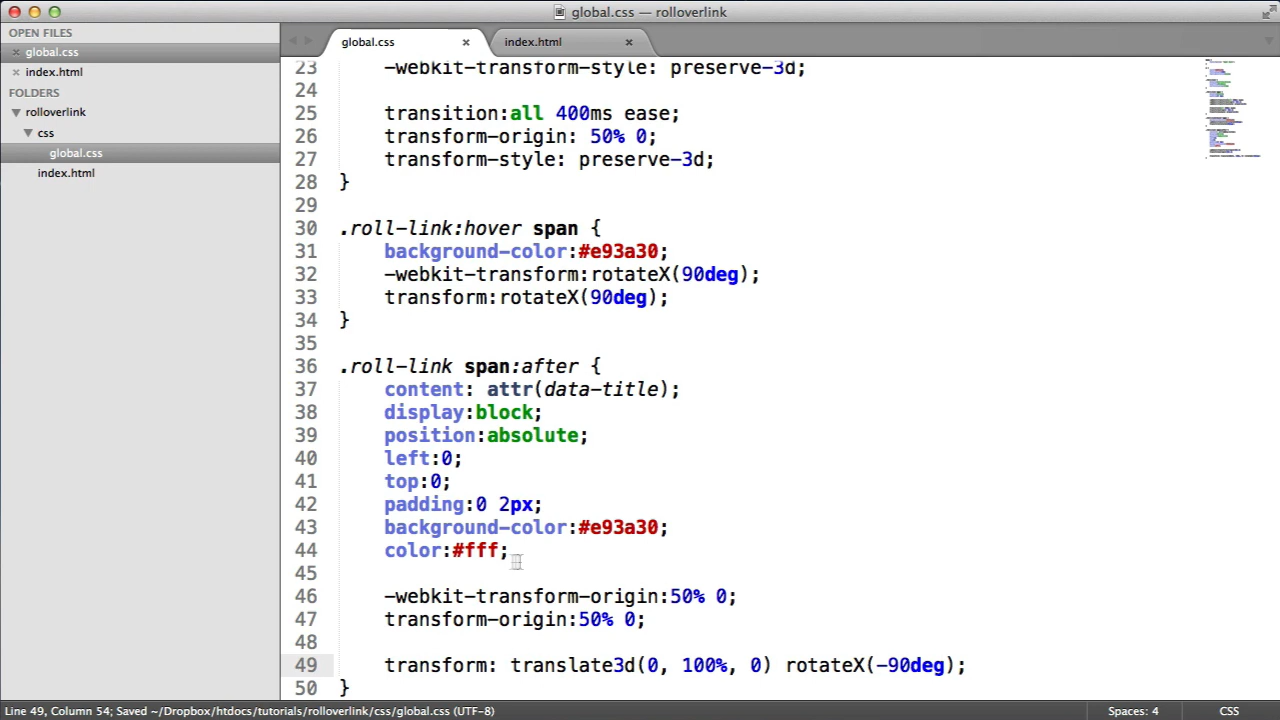 global.css — rolloverlink
OPEN FILES
× global.css
× index.html
FOLDERS
rolloverlink
css
global.css
index.html
global.css ×
index.html ×
23 -webkit-transform-style: preserve-3d;
24
25 transition:all 400ms ease;
26 transform-origin: 50% 0;
27 transform-style: preserve-3d;
28 }
29
30 .roll-link:hover span {
31 background-color:#e93a30;
32 -webkit-transform:rotateX(90deg);
33 transform:rotateX(90deg);
34 }
35
36 .roll-link span:after {
37 content: attr(data-title);
38 display:block;
39 position:absolute;
40 left:0;
41 top:0;
42 padding:0 2px;
43 background-color:#e93a30;
44 color:#fff;
45
46 -webkit-transform-origin:50% 0;
47 transform-origin:50% 0;
48
49 transform: translate3d(0, 100%, 0) rotateX(-90deg);
50 }
Line 49, Column 54; Saved ~/Dropbox/htdocs/tutorials/rolloverlink/css/global.css (UTF-8)
Spaces: 4
CSS